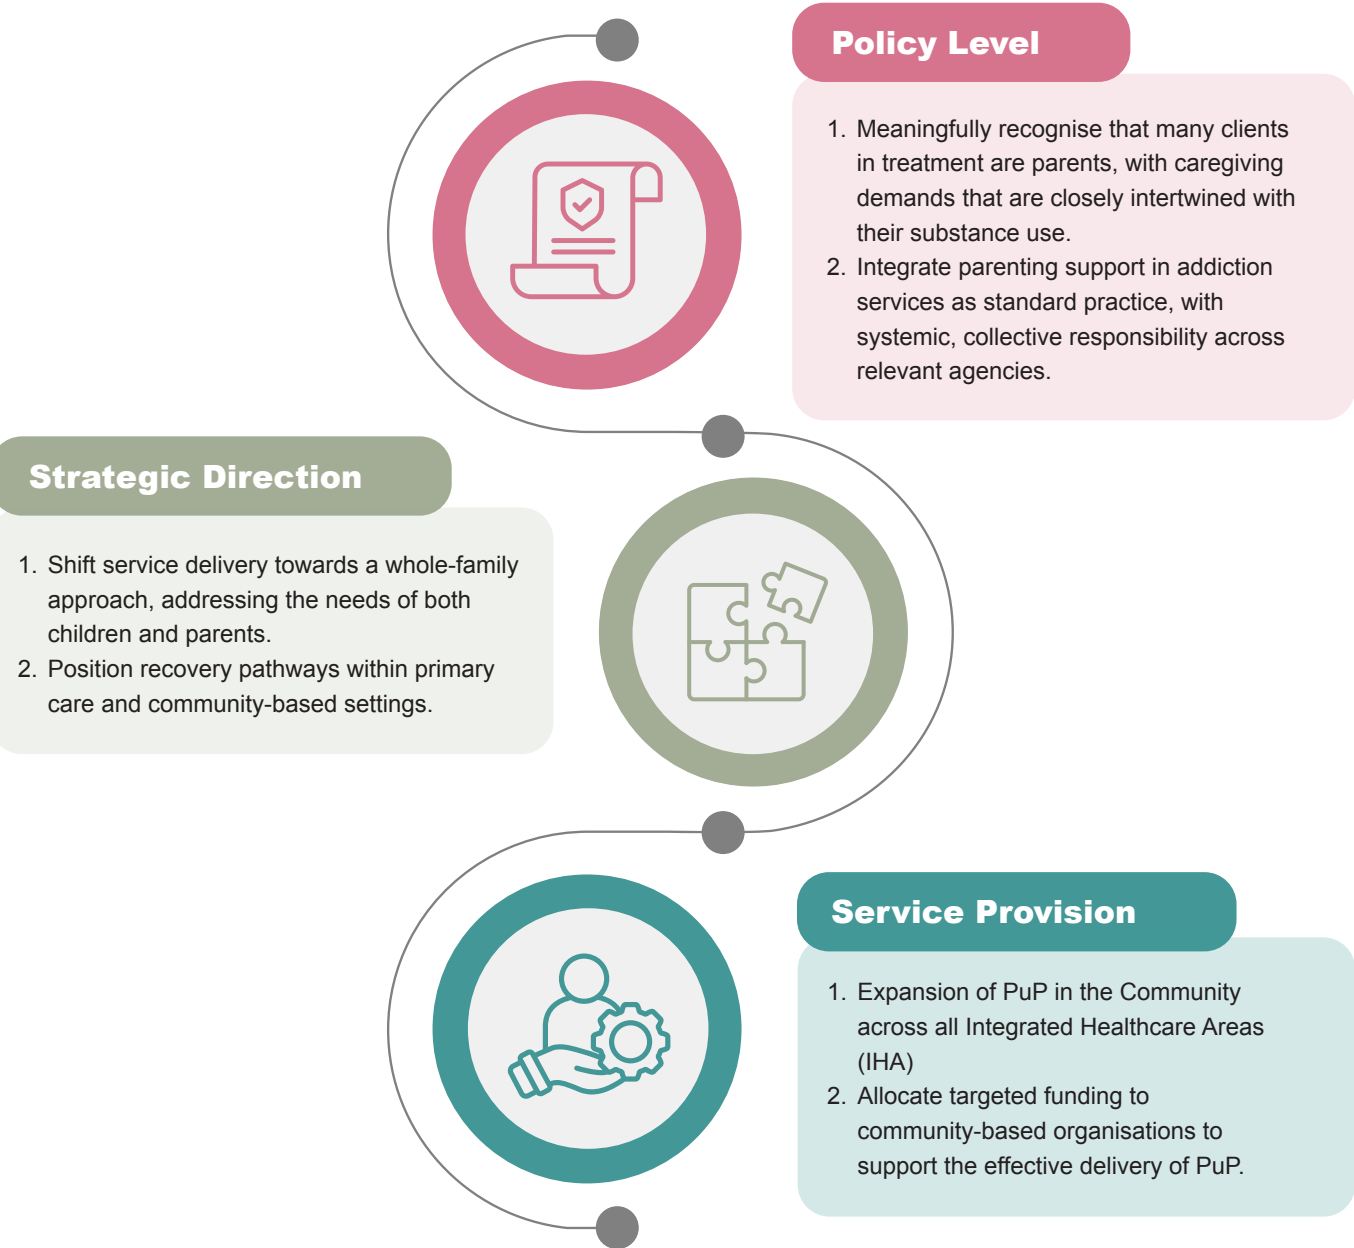 Policy Level
1. Meaningfully recognise that many clients
in treatment are parents, with caregiving
demands that are closely intertwined with
their substance use.
2. Integrate parenting support in addiction
services as standard practice, with
systemic, collective responsibility across
relevant agencies.
Strategic Direction
1. Shift service delivery towards a whole-family
approach, addressing the needs of both
children and parents.
2. Position recovery pathways within primary
care and community-based settings.
Service Provision
1. Expansion of PuP in the Community
across all Integrated Healthcare Areas
(IHA)
2. Allocate targeted funding to
community-based organisations to
support the effective delivery of PuP.